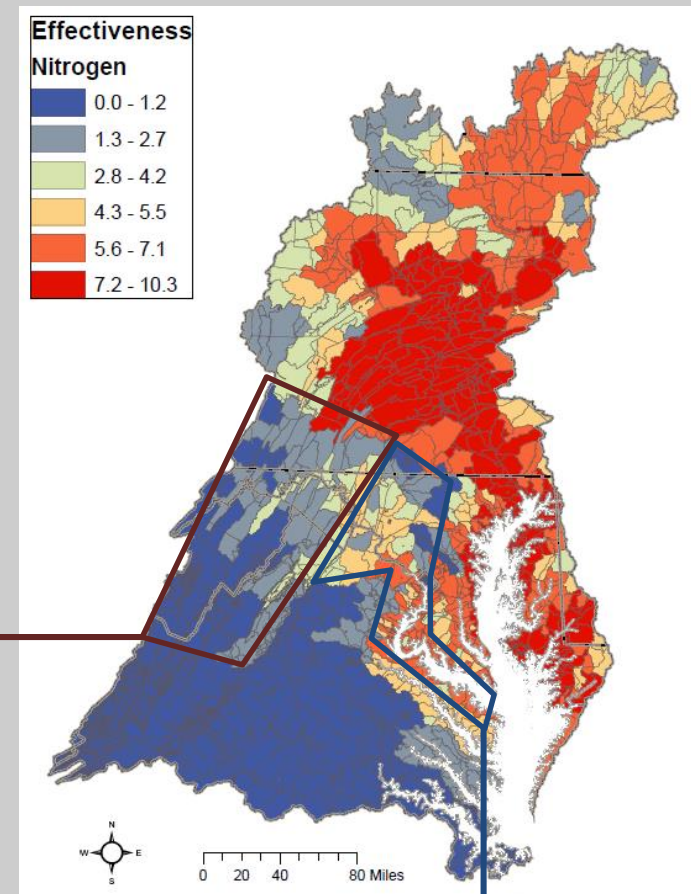 Effectiveness
Nitrogen
0.0 - 1.2
1.3 - 2.7
2.8 - 4.2
4.3 - 5.5
5.6 - 7.1
7.2 - 10.3
N
W E
S
0 20 40 80 Miles